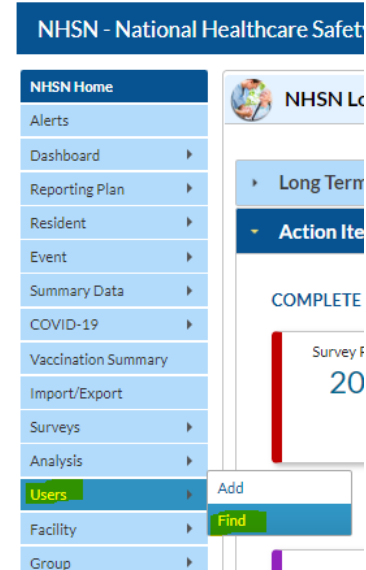 NHSN - National Healthcare Safet
NHSN Home
Alerts
Dashboard
Reporting Plan
Resident
Event
Summary Data
COVID-19
Vaccination Summary
Import/Export
Surveys
Analysis
Users
Facility
Group
Add
Find
NHSN Lo
Long Term
Action Ite
COMPLETE
Survey R
20